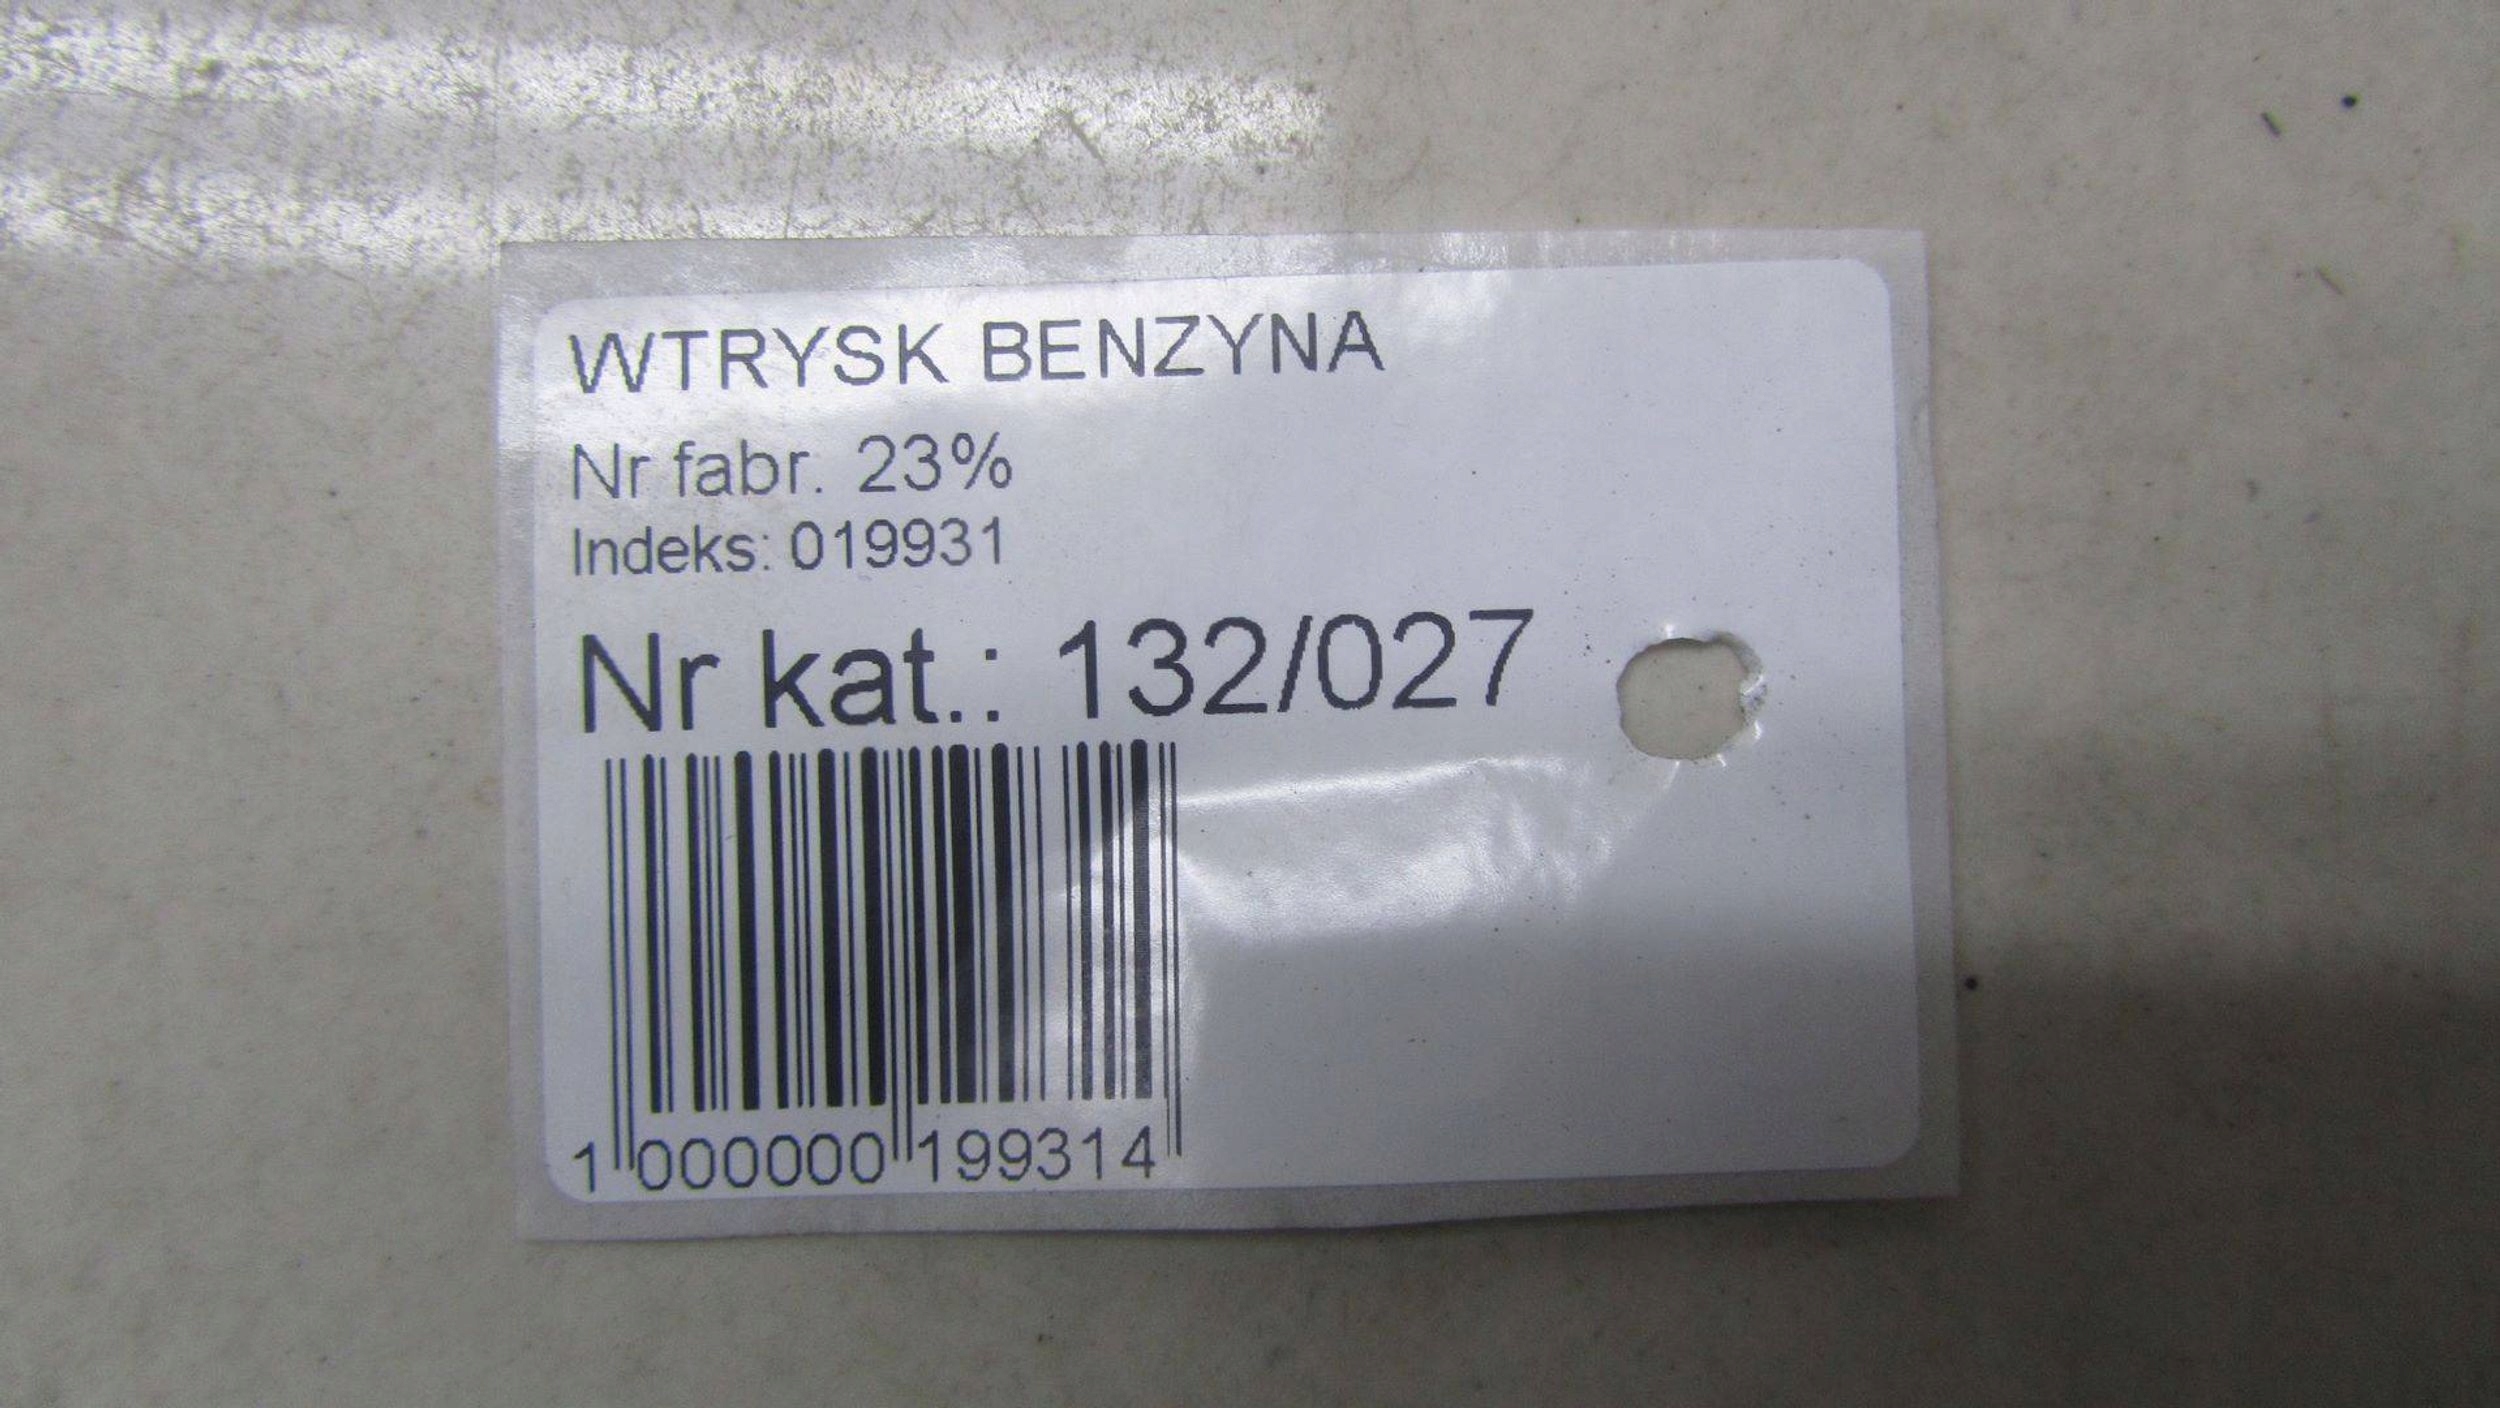 WTRYSK BENZYNA
Nr fabr. 23%
Indeks: 019931
Nr kat.: 132/027
1 000000 199314